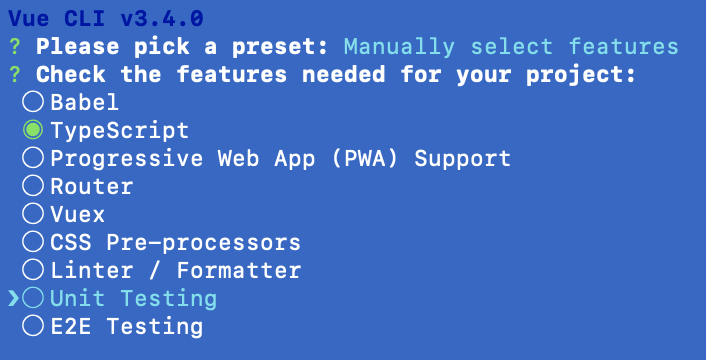 Vue CLI v3.4.0
? Please pick a preset: Manually select features
? Check the features needed for your project:
◯ Babel
◉ TypeScript
◯ Progressive Web App (PWA) Support
◯ Router
◯ Vuex
◯ CSS Pre-processors
◯ Linter / Formatter
❯◯ Unit Testing
◯ E2E Testing